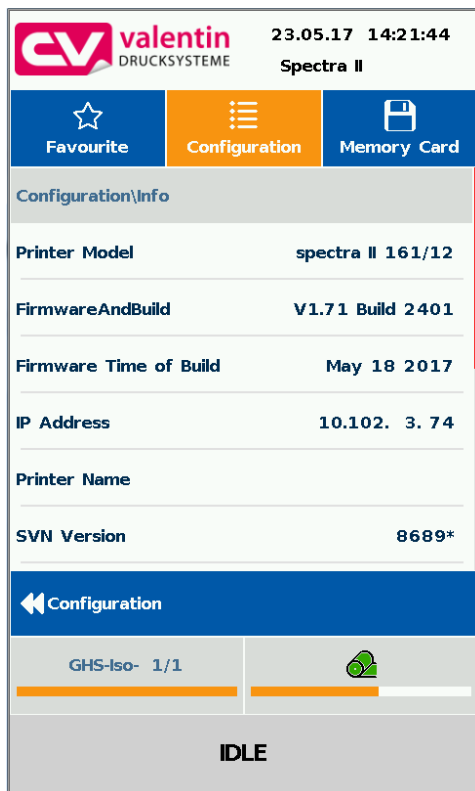 CV valentin
DRUCKSYSTEME
23.05.17 14:21:44
Spectra II
Favourite
Configuration
Memory Card
Configuration\Info
Printer Model spectra II 161/12
FirmwareAndBuild V1.71 Build 2401
Firmware Time of Build May 18 2017
IP Address 10.102. 3. 74
Printer Name
SVN Version 8689*
Configuration
GHS-Iso- 1/1
IDLE